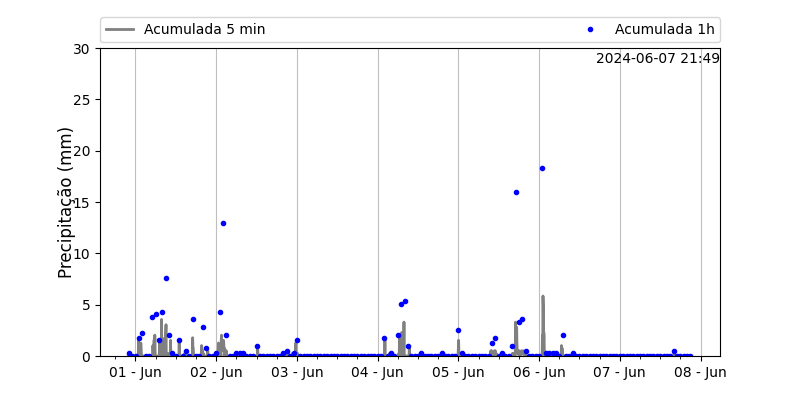 Acumulada 5 min
Acumulada 1h
2024-06-07 21:49
Precipitação (mm)
30
25
20
15
10
5
0
01 - Jun 02 - Jun 03 - Jun 04 - Jun 05 - Jun 06 - Jun 07 - Jun 08 - Jun